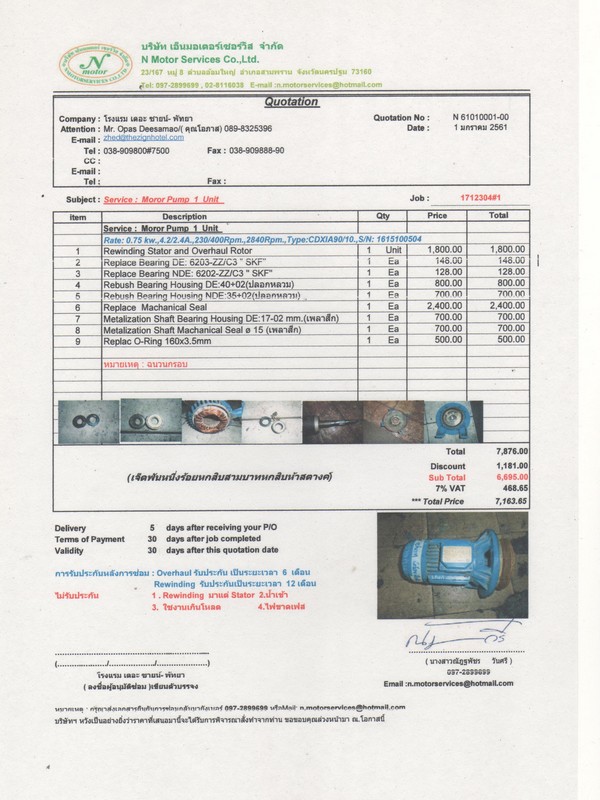 บริษัท เอ็นมอเตอร์เซอร์วิส จำกัด
N Motor Services Co.,Ltd.
23/167 หมู่ 8 ตำบลอ้อมใหญ่ อำเภอสามพราน จังหวัดนครปฐม 73160
Tel: 097-2899699 , 02-8116038 E-mail :n.motorservices@hotmail.com
N
motor
Quotation
Company : โรงแรม เดอะ ซายน์- พัทยา Quotation No : N 61010001-00
Attention : Mr. Opas Deesamao/( คุณโอภาส) 089-8325396 Date : 1 มกราคม 2561
E-mail : zhed@thezignhotel.com
Tel : 038-909800#7500 Fax : 038-909888-90
CC :
E-mail :
Tel : Fax :
Subject : Service : Moror Pump 1 Unit Job : 1712304#1
Item Description Qty Price Total
Service : Moror Pump 1 Unit
Rate: 0.75 kw.,4.2/2.4A.,230/400Rpm.,2840Rpm.,Type:CDXIA90/10.,S/N: 1615100504
1 Rewinding Stator and Overhaul Rotor 1 Unit 1,800.00 1,800.00
2 Replace Bearing DE: 6203-ZZ/C3 " SKF" 1 Ea 148.00 148.00
3 Replace Bearing NDE: 6202-ZZ/C3 " SKF" 1 Ea 128.00 128.00
4 Rebush Bearing Housing DE:40+02(ปลอกหลวม) 1 Ea 800.00 800.00
5 Rebush Bearing Housing NDE:35+02(ปลอกหลวม) 1 Ea 700.00 700.00
6 Replace Machanical Seal 1 Ea 2,400.00 2,400.00
7 Metalization Shaft Bearing Housing DE:17-02 mm.(เพลาสึก) 1 Ea 700.00 700.00
8 Metalization Shaft Machanical Seal ø 15 (เพลาสึก) 1 Ea 700.00 700.00
9 Replac O-Ring 160x3.5mm 1 Ea 500.00 500.00
หมายเหตุ : ฉนวนกรอบ
Total 7,876.00
Discount 1,181.00
Sub Total 6,695.00
(เจ็ดพันหนึ่งร้อยหกสิบสามบาทหกสิบห้าสตางค์) 7% VAT 468.65
*** Total Price 7,163.65
Delivery 5 days after receiving your P/O
Terms of Payment 30 days after job completed
Validity 30 days after this quotation date
การรับประกันหลังการซ่อม : Overhaul รับประกัน เป็นระยะเวลา 6 เดือน
Rewinding รับประกันเป็นระยะเวลา 12 เดือน
ไม่รับประกัน 1 . Rewinding มาแต่ Stator 2.น้ำเข้า
3. ใช้งานเกินโหลด 4.ไฟขาดเฟส
(............/............/............)
โรงแรม เดอะ ซายน์- พัทยา
( ลงชื่อผู้อนุมัติซ่อม )เขียนตัวบรรจง
( นางสาวณัฏฐพัชร วันศรี )
097-2899699
Email :n.motorservices@hotmail.com
หมายเหตุ : กรุณาส่งเอกสารยืนยันการซ่อมกลับมายังเบอร์ 097-2899699 หรือMail: n.motorservices@hotmail.com
บริษัทฯ หวังเป็นอย่างยิ่งว่าราคาที่เสนอมานี้จะได้รับการพิจารณาสั่งทำจากท่าน ขอขอบคุณล่วงหน้ามา ณ.โอกาสนี้